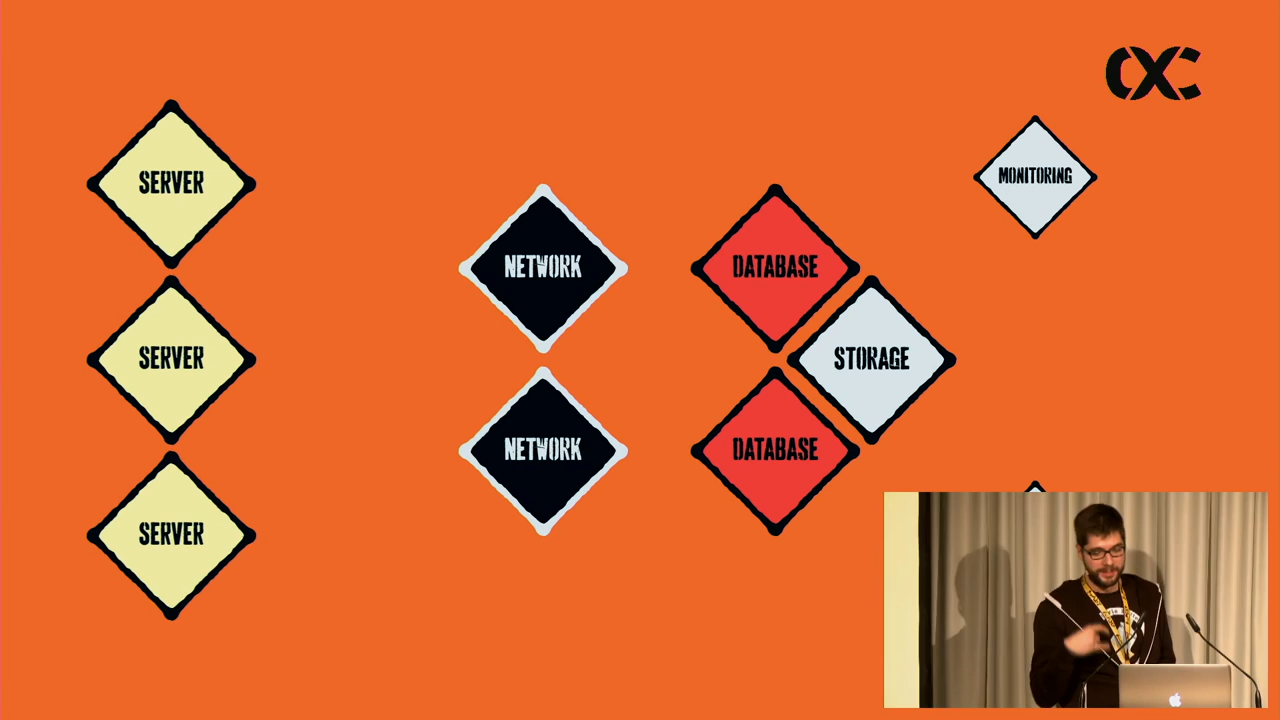 SERVER
MONITORING
NETWORK
DATABASE
SERVER
STORAGE
NETWORK
DATABASE
SERVER